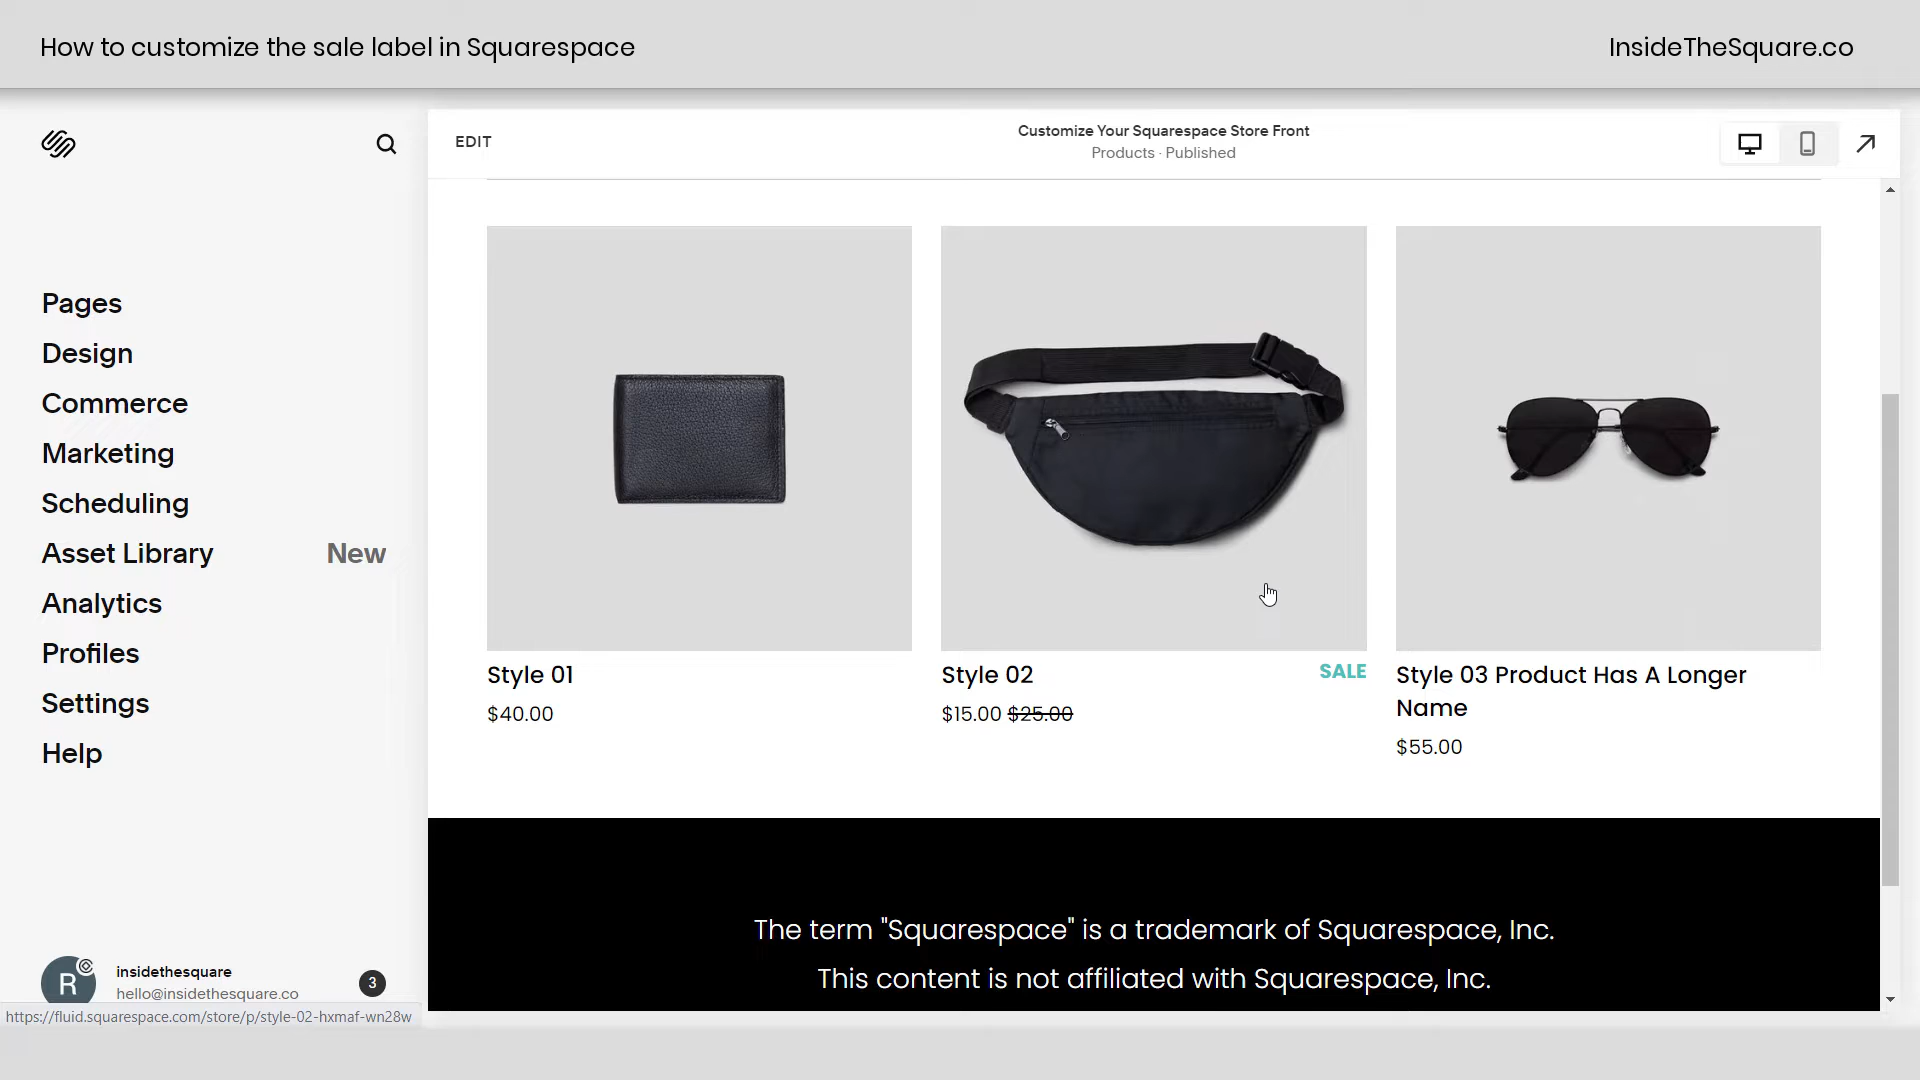 How to customize the sale label in Squarespace
InsideTheSquare.co
EDIT
Customize Your Squarespace Store Front
Products · Published
Pages
Design
Commerce
Marketing
Scheduling
Asset Library
New
Analytics
Profiles
Settings
Help
Style 01
$40.00
Style 02
SALE
$15.00 $25.00
Style 03 Product Has A Longer
Name
$55.00
The term "Squarespace" is a trademark of Squarespace, Inc.
This content is not affiliated with Squarespace, Inc.
R
insidethesquare
hello@insidethesquare.co
3
https://fluid.squarespace.com/store/p/style-02-hxmaf-wn28w